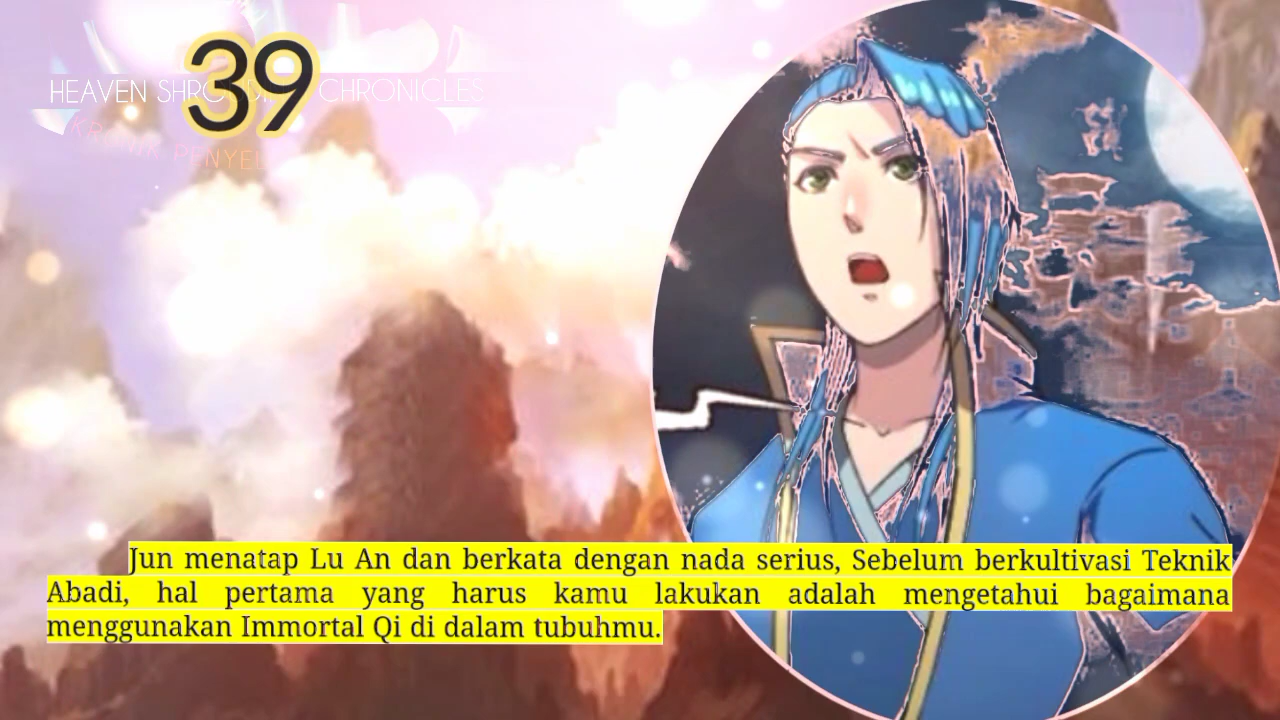 39
HEAVEN CHRONICLES
Jun menatap Lu An dan berkata dengan nada serius, Sebelum berkultivasi Teknik
Abadi, hal pertama yang harus kamu lakukan adalah mengetahui bagaimana
menggunakan Immortal Qi di dalam tubuhmu.